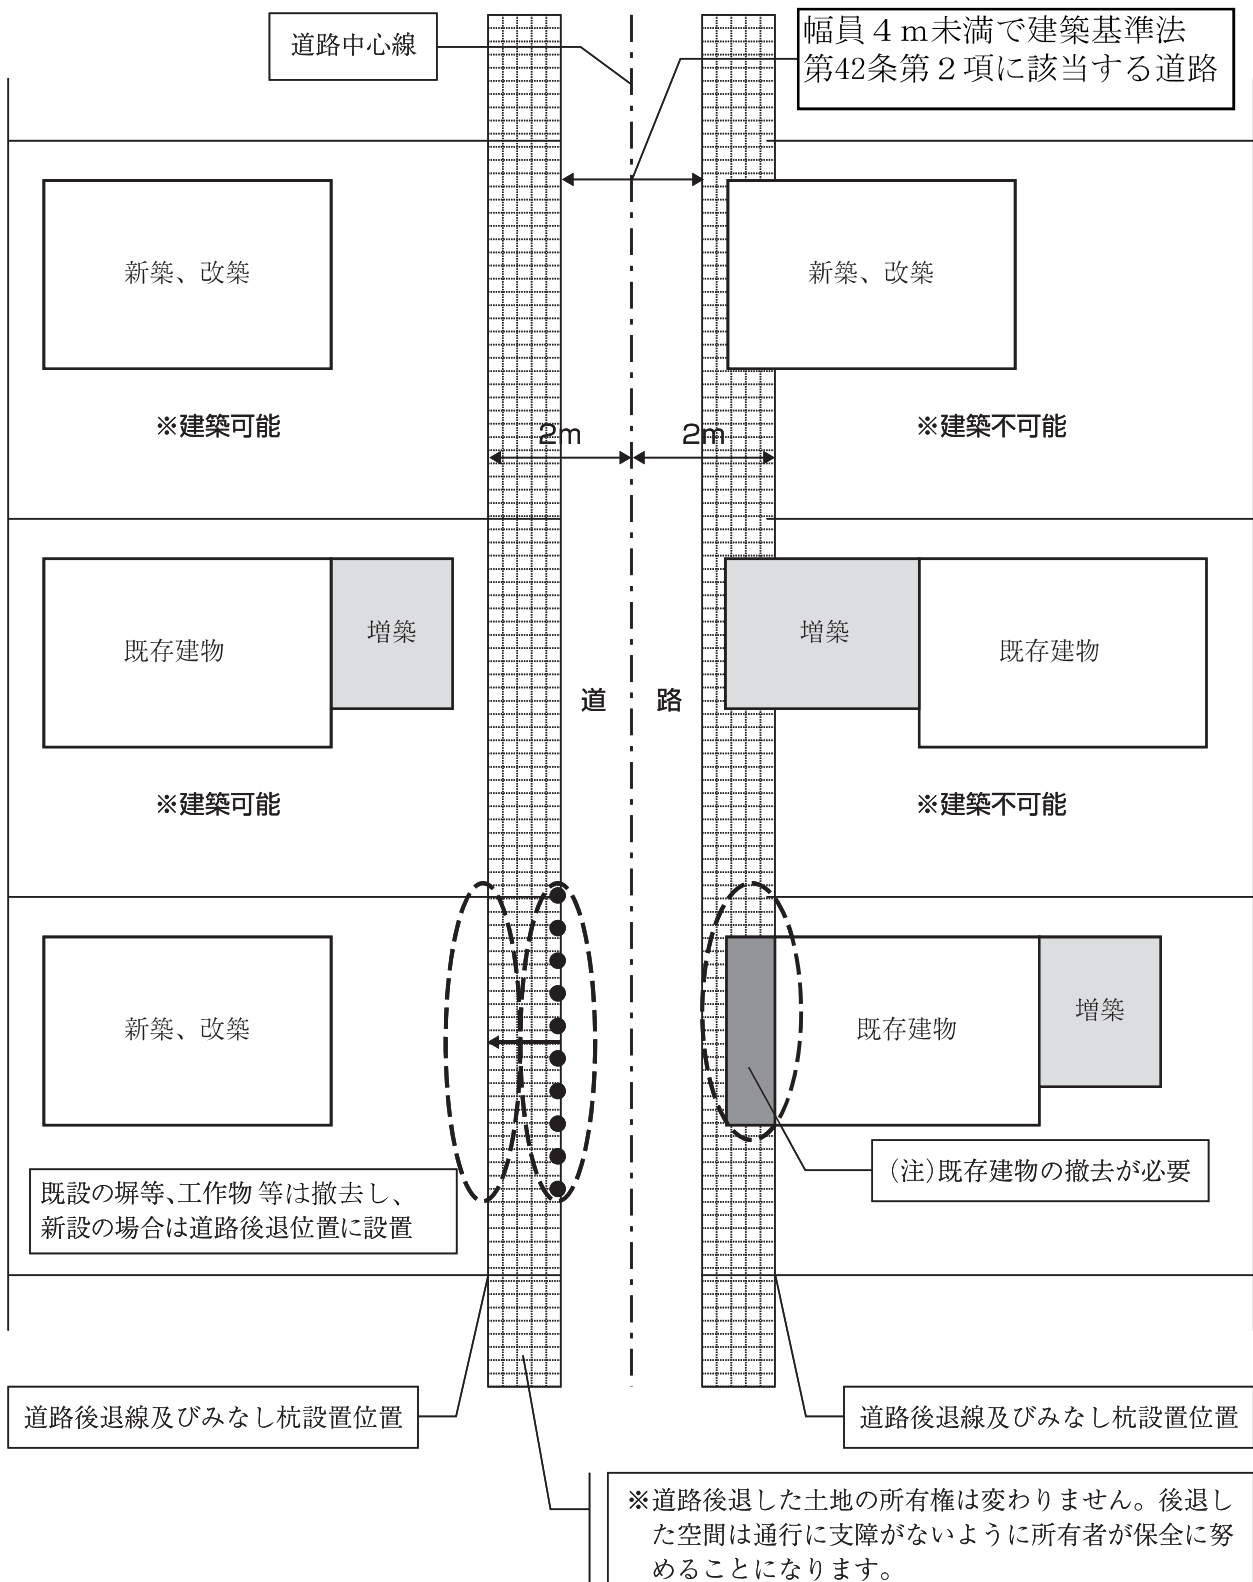 道路中心線
幅員４ｍ未満で建築基準法
第42条第２項に該当する道路
新築、改築
新築、改築
※建築可能
※建築不可能
2m
2m
既存建物
増築
増築
既存建物
道
路
※建築可能
※建築不可能
新築、改築
既存建物
増築
(注)既存建物の撤去が必要
既設の塀等、工作物等は撤去し、
新設の場合は道路後退位置に設置
道路後退線及びみなし杭設置位置
道路後退線及びみなし杭設置位置
※道路後退した土地の所有権は変わりません。後退し
た空間は通行に支障がないように所有者が保全に努
めることになります。